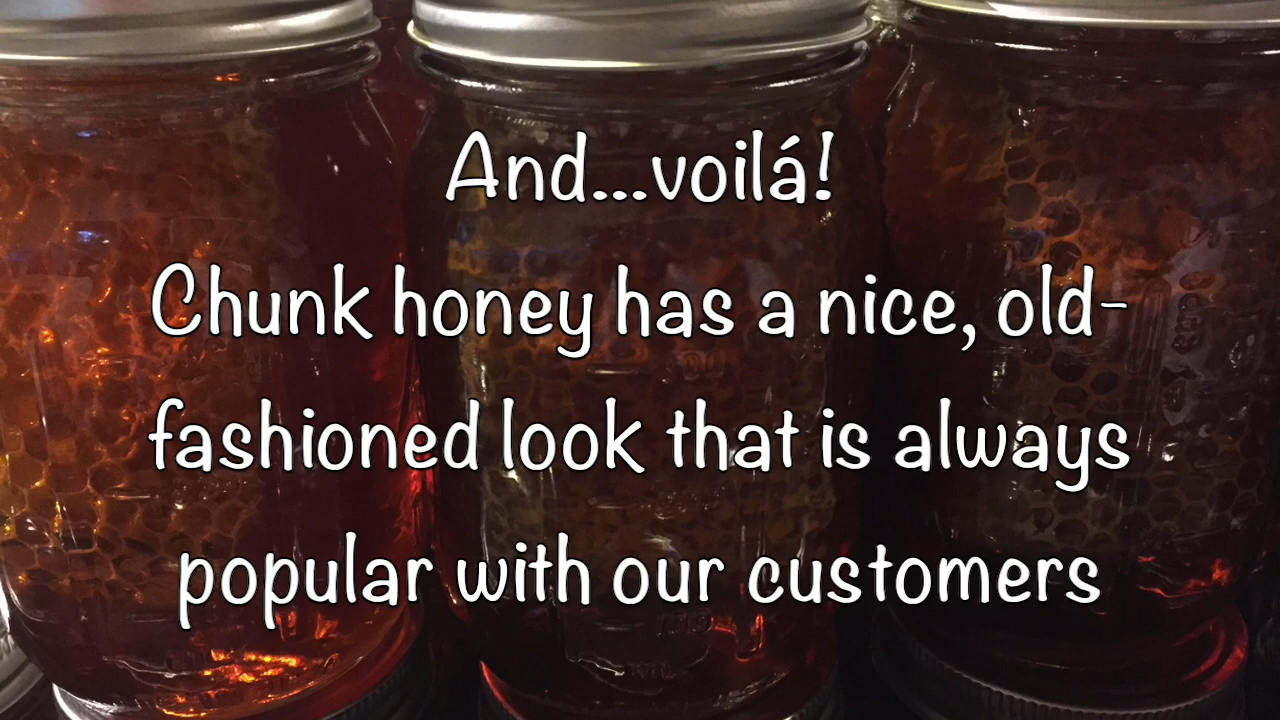 And...voilá!
Chunk honey has a nice, old-
fashioned look that is always
popular with our customers